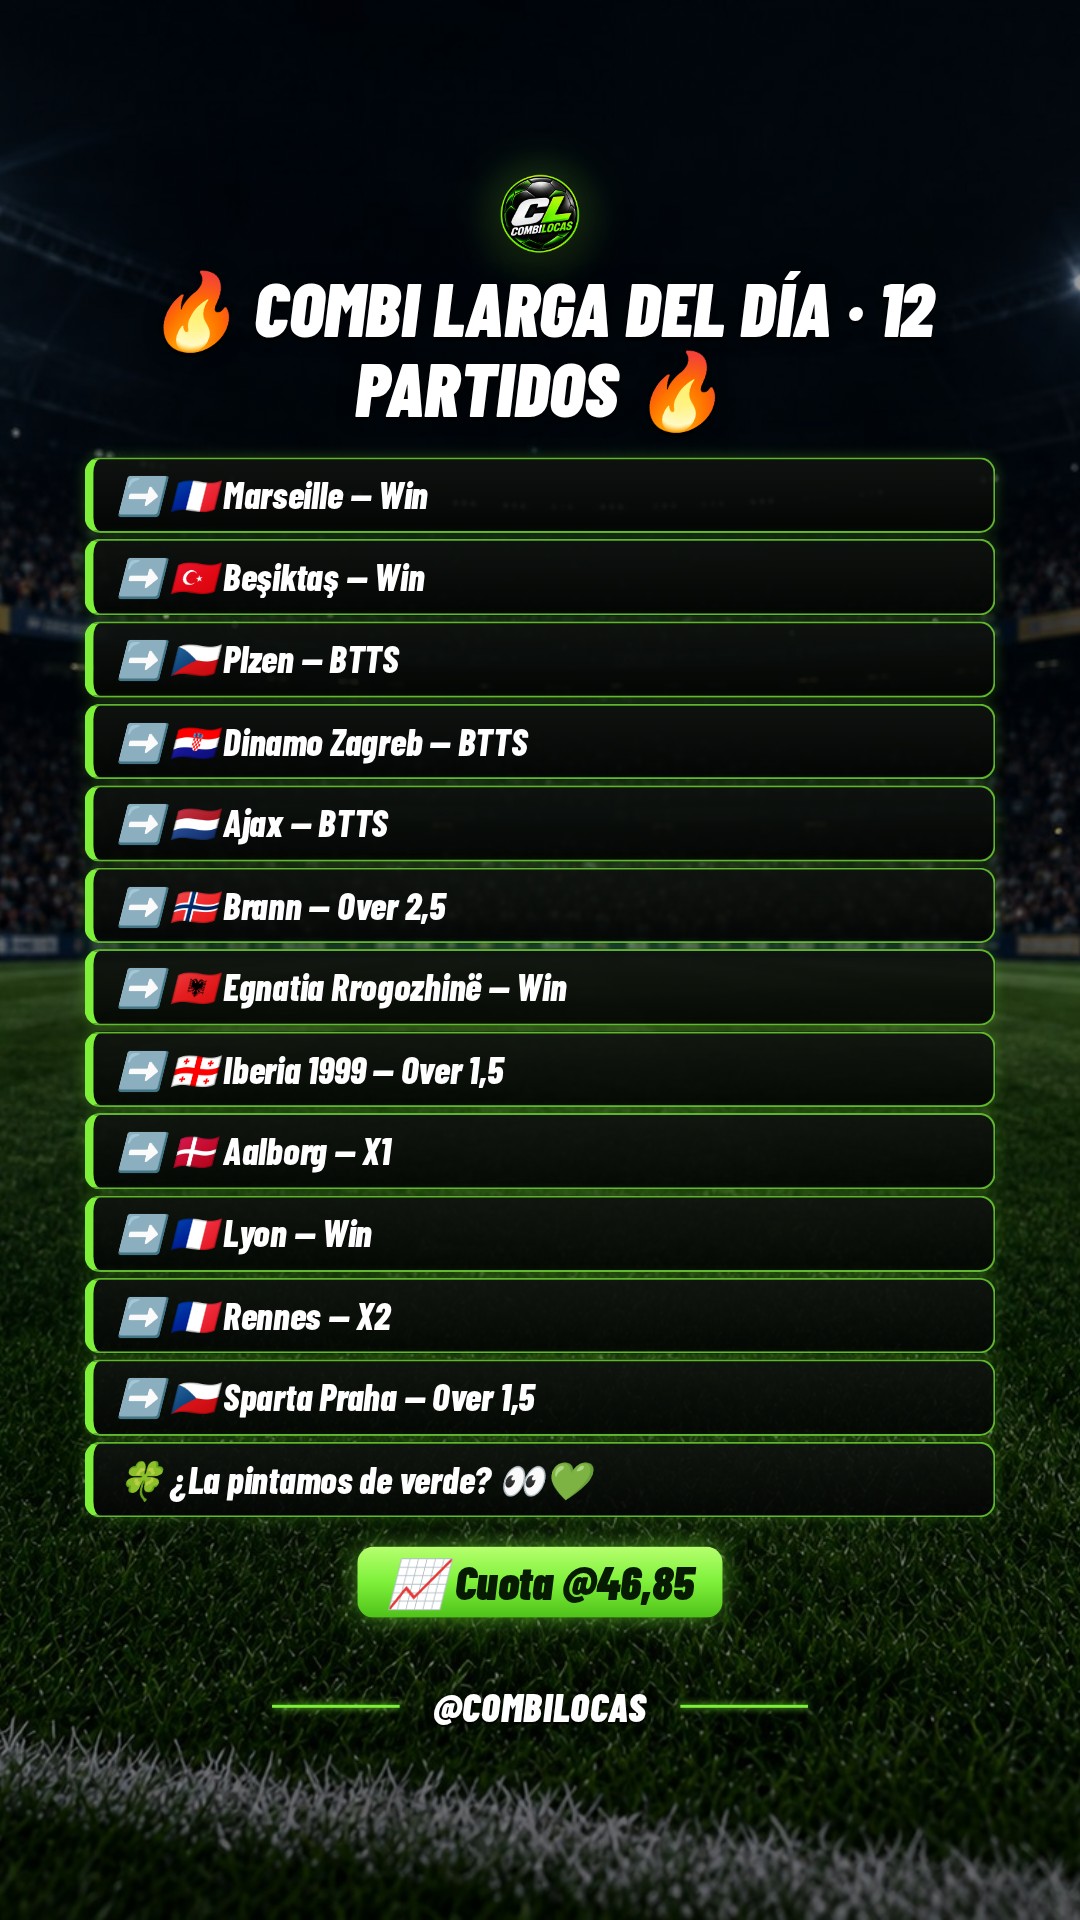 CL
COMBILOCAS
🔥 COMBI LARGA DEL DÍA · 12
PARTIDOS 🔥
➡️ 🇫🇷 Marseille – Win
➡️ 🇹🇷 Beşiktaş – Win
➡️ 🇨🇿 Plzen – BTTS
➡️ 🇭🇷 Dinamo Zagreb – BTTS
➡️ 🇳🇱 Ajax – BTTS
➡️ 🇳🇴 Brann – Over 2,5
➡️ 🇦🇱 Egnatia Rrogozhinë – Win
➡️ 🇬🇪 Iberia 1999 – Over 1,5
➡️ 🇩🇰 Aalborg – X1
➡️ 🇫🇷 Lyon – Win
➡️ 🇫🇷 Rennes – X2
➡️ 🇨🇿 Sparta Praha – Over 1,5
🍀 ¿La pintamos de verde? 👀💚
📈 Cuota @46,85
@COMBILOCAS